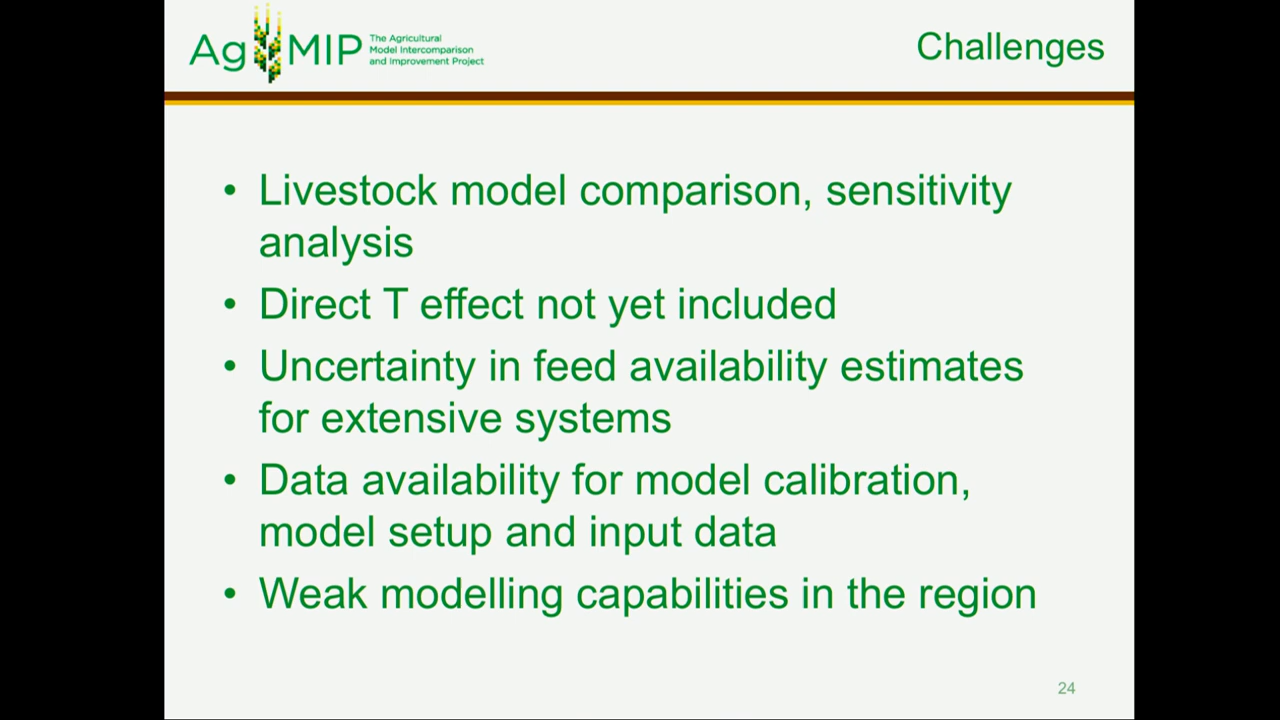 AgMIP
The Agricultural
Model Intercomparison
and Improvement Project
Challenges
• Livestock model comparison, sensitivity
analysis
• Direct T effect not yet included
• Uncertainty in feed availability estimates
for extensive systems
• Data availability for model calibration,
model setup and input data
• Weak modelling capabilities in the region
24